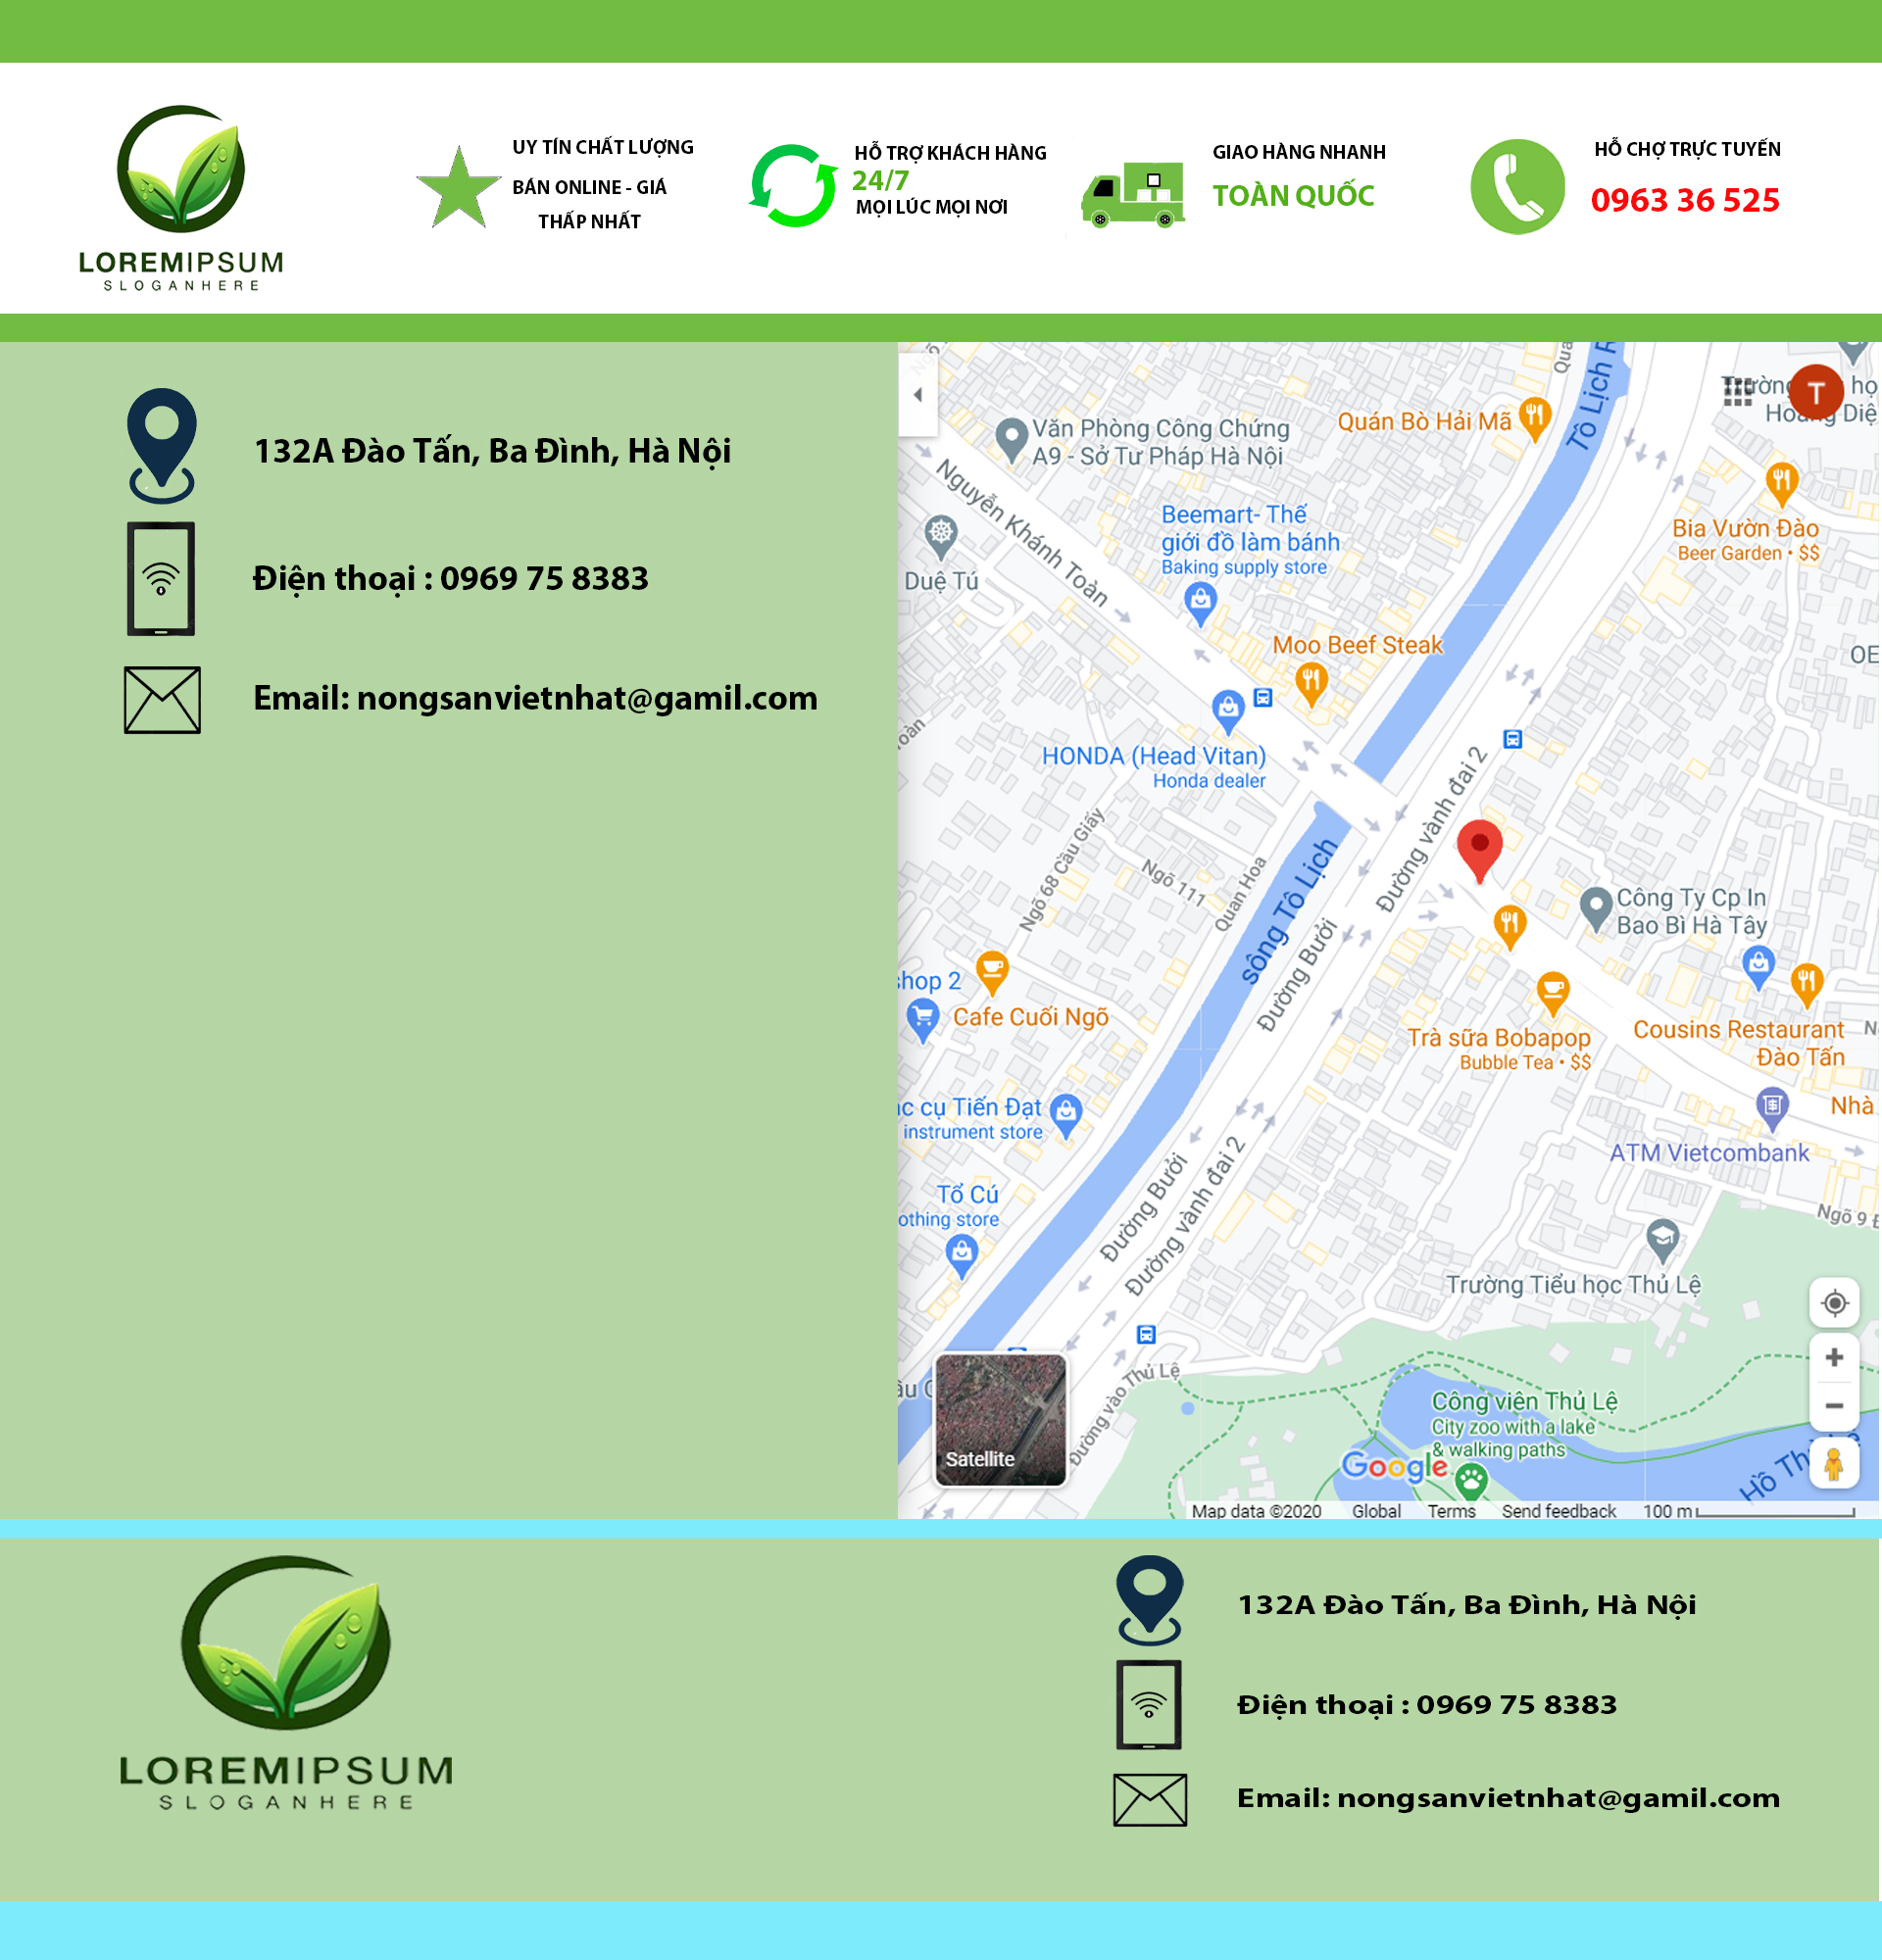 LOREMIPSUM
SLOGANHERE
UY TÍN CHẤT LƯỢNG
BÁN ONLINE - GIÁ
THẤP NHẤT
HỖ TRỢ KHÁCH HÀNG
24/7
MỌI LÚC MỌI NƠI
GIAO HÀNG NHANH
TOÀN QUỐC
HỖ CHỢ TRỰC TUYẾN
0963 36 525
132A Đào Tấn, Ba Đình, Hà Nội
Điện thoại : 0969 75 8383
Email: nongsanvietnhat@gamil.com
Tô Lịch R
T
Văn Phòng Công Chứng
A9 - Sở Tư Pháp Hà Nội
Quán Bò Hải Mã
Nguyễn Khánh Toàn
Beemart- Thế
giới đồ làm bánh
Baking supply store
Bia Vườn Đào
Beer Garden • $$
Duệ Tú
Moo Beef Steak
OE
HONDA (Head Vitan)
Honda dealer
Đường vành đai 2
Ngõ 68 Cầu Giấy
Ngõ 111
Quan Hoa
sông Tô Lịch
Đường Bưởi
Công Ty Cp In
Bao Bì Hà Tây
shop 2
Cafe Cuối Ngõ
Trà sữa Bobapop
Bubble Tea • $$
Cousins Restaurant
Đào Tấn
ạc cụ Tiến Đạt
instrument store
Nhà
ATM Vietcombank
Đường Bưởi
Đường vành đai 2
Tổ Cú
othing store
Ngõ 9 Đ
Trường Tiểu học Thủ Lệ
Đường vào Thủ Lệ
Satellite
Công viên Thủ Lệ
City zoo with a lake
& walking paths
Google
Map data ©2020 Global Terms Send feedback 100 m
LOREMIPSUM
SLOGANHERE
132A Đào Tấn, Ba Đình, Hà Nội
Điện thoại : 0969 75 8383
Email: nongsanvietnhat@gamil.com